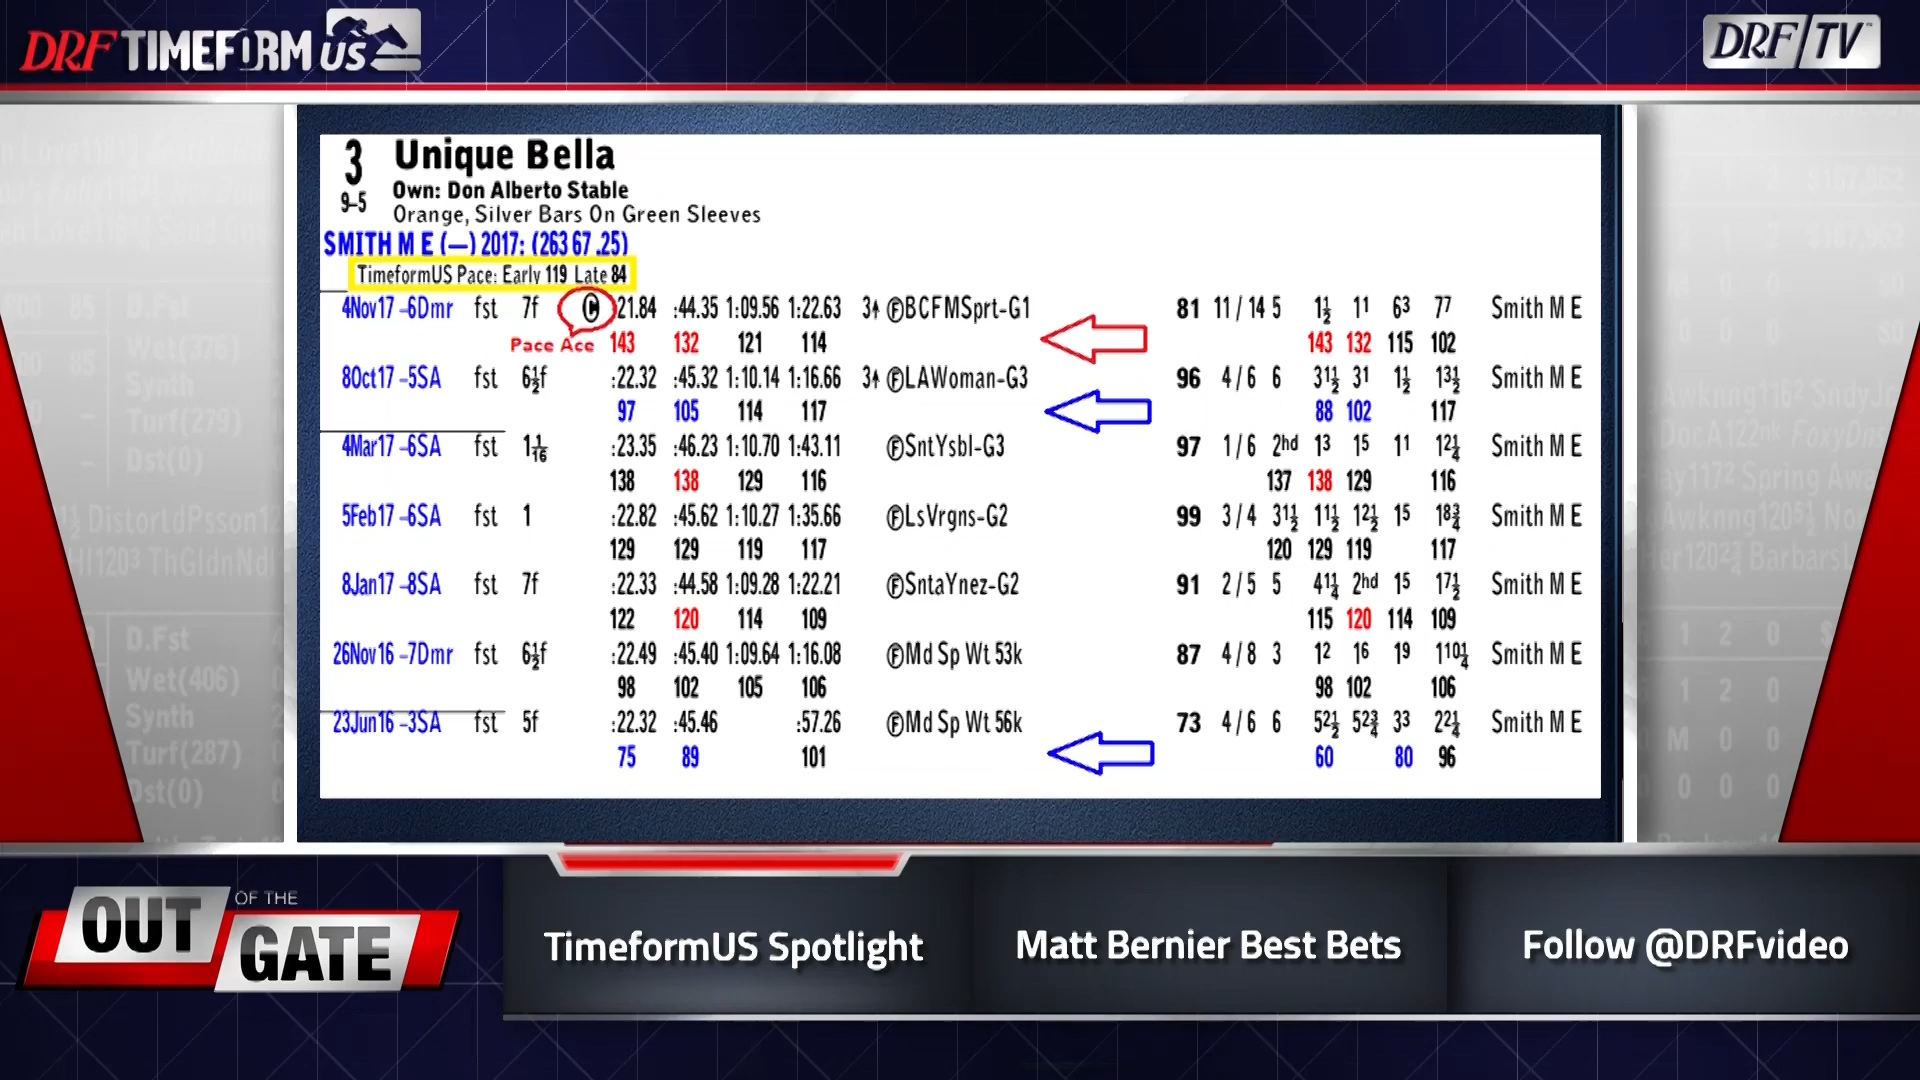 DRF TIMEFORM US
DRF TV
3 Unique Bella
9-5 Own: Don Alberto Stable
Orange, Silver Bars On Green Sleeves
SMITH M E (—) 2017: (263 67 .25)
TimeformUS Pace: Early 119 Late 84
4Nov17 -6Dmr fst 7f C :21.84 :44.35 1:09.56 1:22.63 3↑ ⒻBCFMSprt-G1 81 11 / 14 5 1½ 1¹ 6³ 7⁷ Smith M E
Pace Ace 143 132 121 114 143 132 115 102
8Oct17 -5SA fst 6½f :22.32 :45.32 1:10.14 1:16.66 3↑ ⒻLAWoman-G3 96 4 / 6 6 31½ 31 1½ 13½ Smith M E
97 105 114 117 88 102 117
4Mar17 -6SA fst 1 1/16 :23.35 :46.23 1:10.70 1:43.11 ⒻSntYsbl-G3 97 1 / 6 2hd 13 15 11 12¼ Smith M E
138 138 129 116 137 138 129 116
5Feb17 -6SA fst 1 :22.82 :45.62 1:10.27 1:35.66 ⒻLsVrgns-G2 99 3 / 4 31½ 11½ 12½ 15 18¾ Smith M E
129 129 119 117 120 129 119 117
8Jan17 -8SA fst 7f :22.33 :44.58 1:09.28 1:22.21 ⒻSntaYnez-G2 91 2 / 5 5 41¼ 2hd 15 17½ Smith M E
122 120 114 109 115 120 114 109
26Nov16 -7Dmr fst 6½f :22.49 :45.40 1:09.64 1:16.08 ⒻMd Sp Wt 53k 87 4 / 8 3 12 16 19 110¼ Smith M E
98 102 105 106 98 102 106
23Jun16 -3SA fst 5f :22.32 :45.46 :57.26 ⒻMd Sp Wt 56k 73 4 / 6 6 52½ 52¾ 33 22¼ Smith M E
75 89 101 60 80 96
OUT OF THE GATE
TimeformUS Spotlight
Matt Bernier Best Bets
Follow @DRFvideo